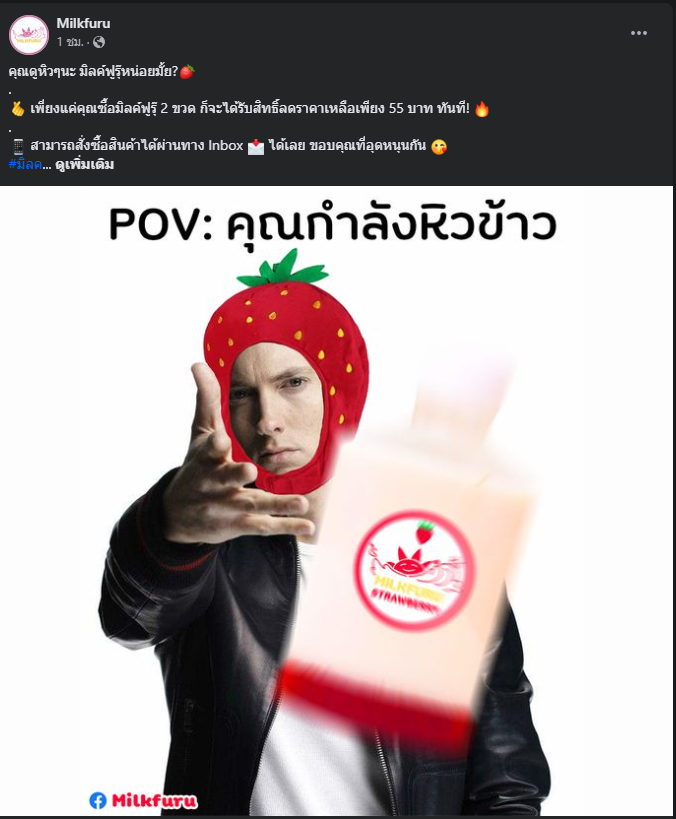 Milkfuru
1 ชม. ·
คุณดูหิวๆนะ มิลค์ฟูรุ๊หน่อยมั้ย?🍓
.
🫰 เพียงแค่คุณซื้อมิลค์ฟูรุ๊ 2 ขวด ก็จะได้รับสิทธิ์ลดราคาเหลือเพียง 55 บาท ทันที! 🔥
.
📱 สามารถสั่งซื้อสินค้าได้ผ่านทาง Inbox 📩 ได้เลย ขอบคุณที่อุดหนุนกัน 😋
#มิลค... ดูเพิ่มเติม
POV: คุณกำลังหิวข้าว
MILKFURU
STRAWBERRY
Milkfuru